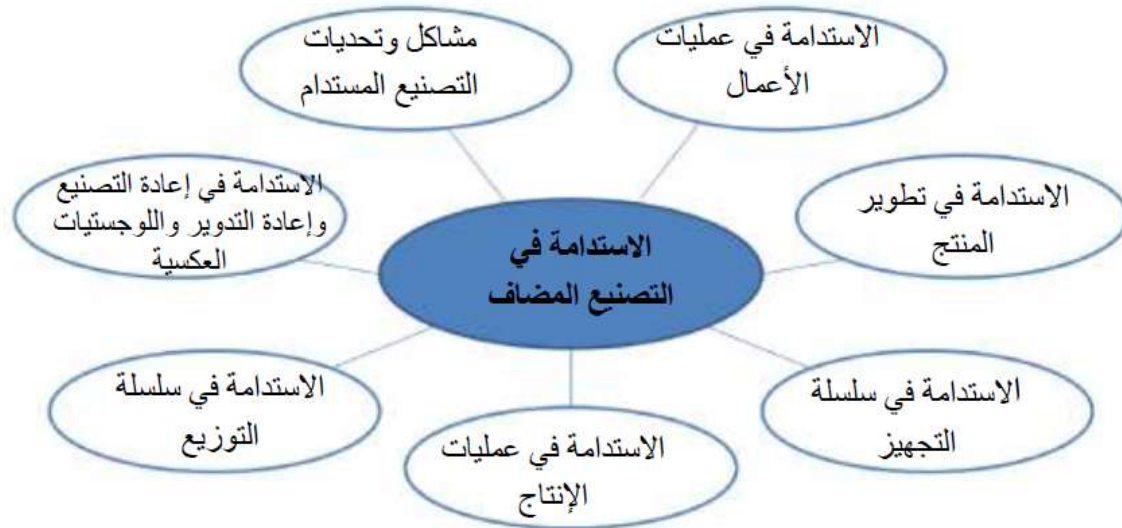 الاستدامة في عمليات
الأعمال
مشاكل وتحديات
التصنيع المستدام
الاستدامة في تطوير
المنتج
الاستدامة في إعادة التصنيع
وإعادة التدوير واللوجستيات
العكسية
الاستدامة في
التصنيع المضاف
الاستدامة في سلسلة
التجهيز
الاستدامة في سلسلة
التوزيع
الاستدامة في عمليات
الإنتاج